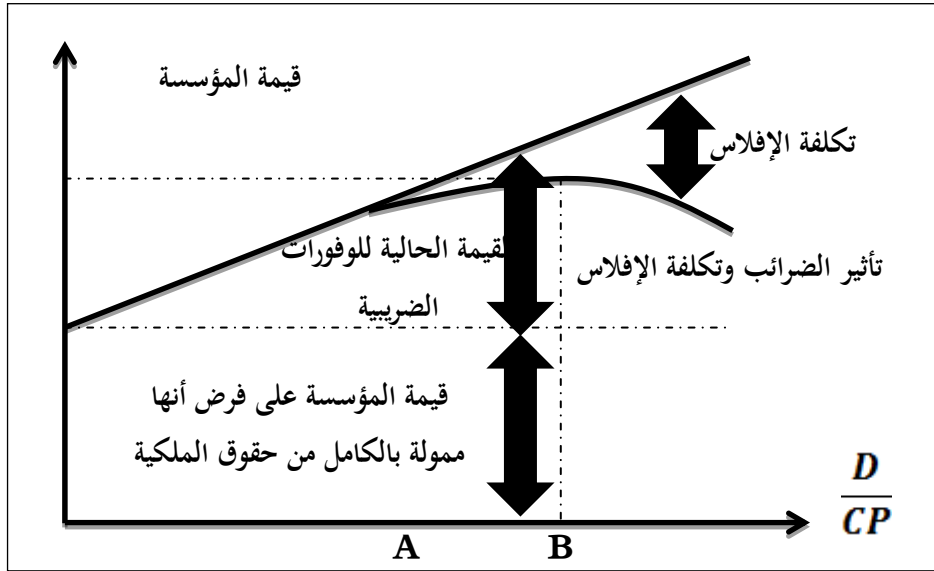 قيمة المؤسسة
تكلفة الإفلاس
لقيمة الحالية للوفورات
الضريبية
تأثير الضرائب وتكلفة الإفلاس
قيمة المؤسسة على فرض أنها
ممولة بالكامل من حقوق الملكية
D
CP
A B